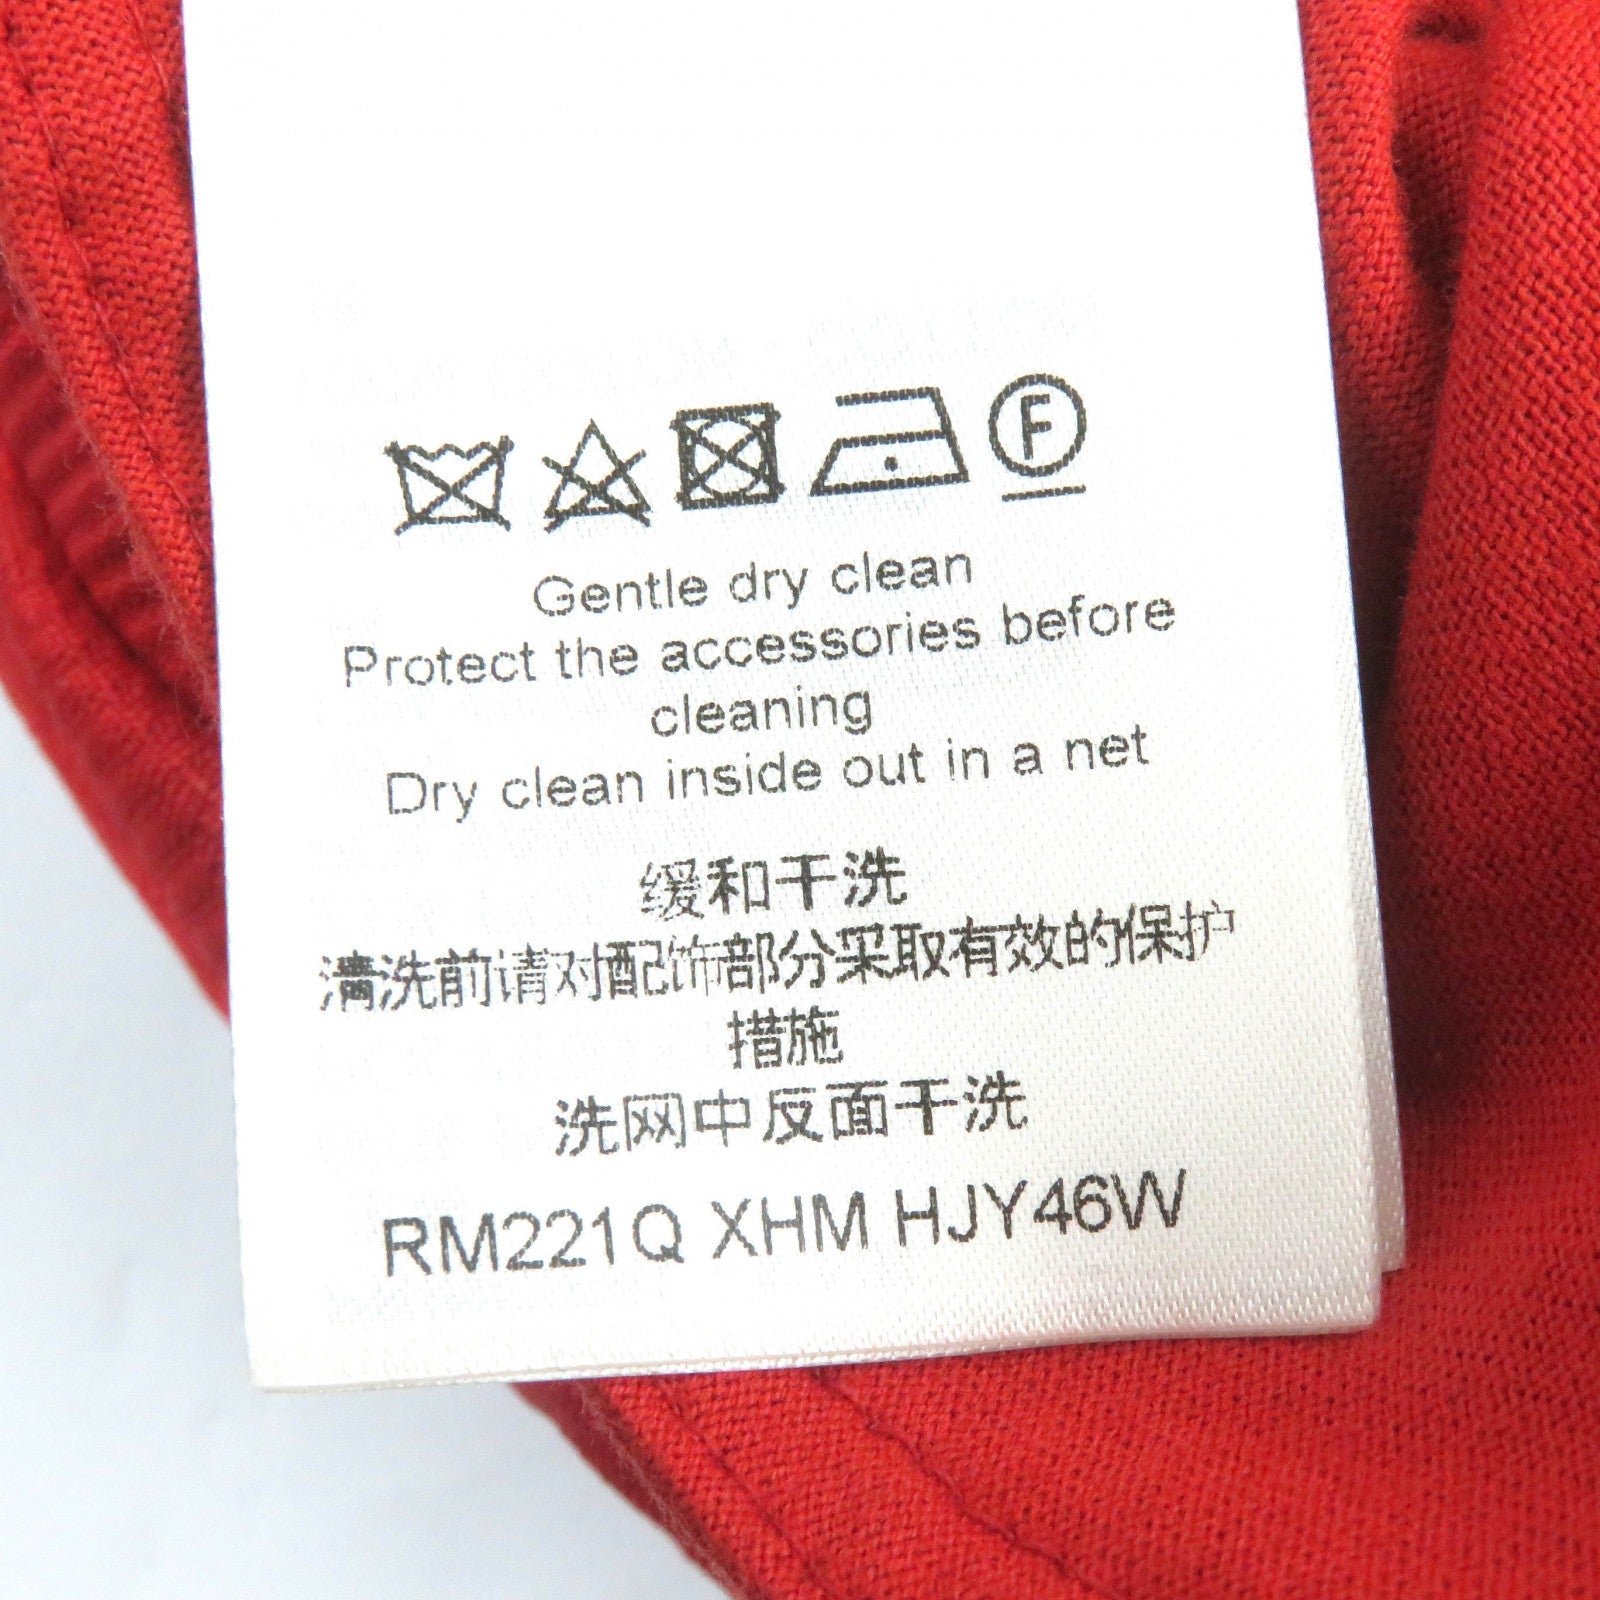 F
Gentle dry clean
Protect the accessories before
cleaning
Dry clean inside out in a net
缓和干洗
清洗前请对配饰部分采取有效的保护
措施
洗网中反面干洗
RM221Q XHM HJY46W